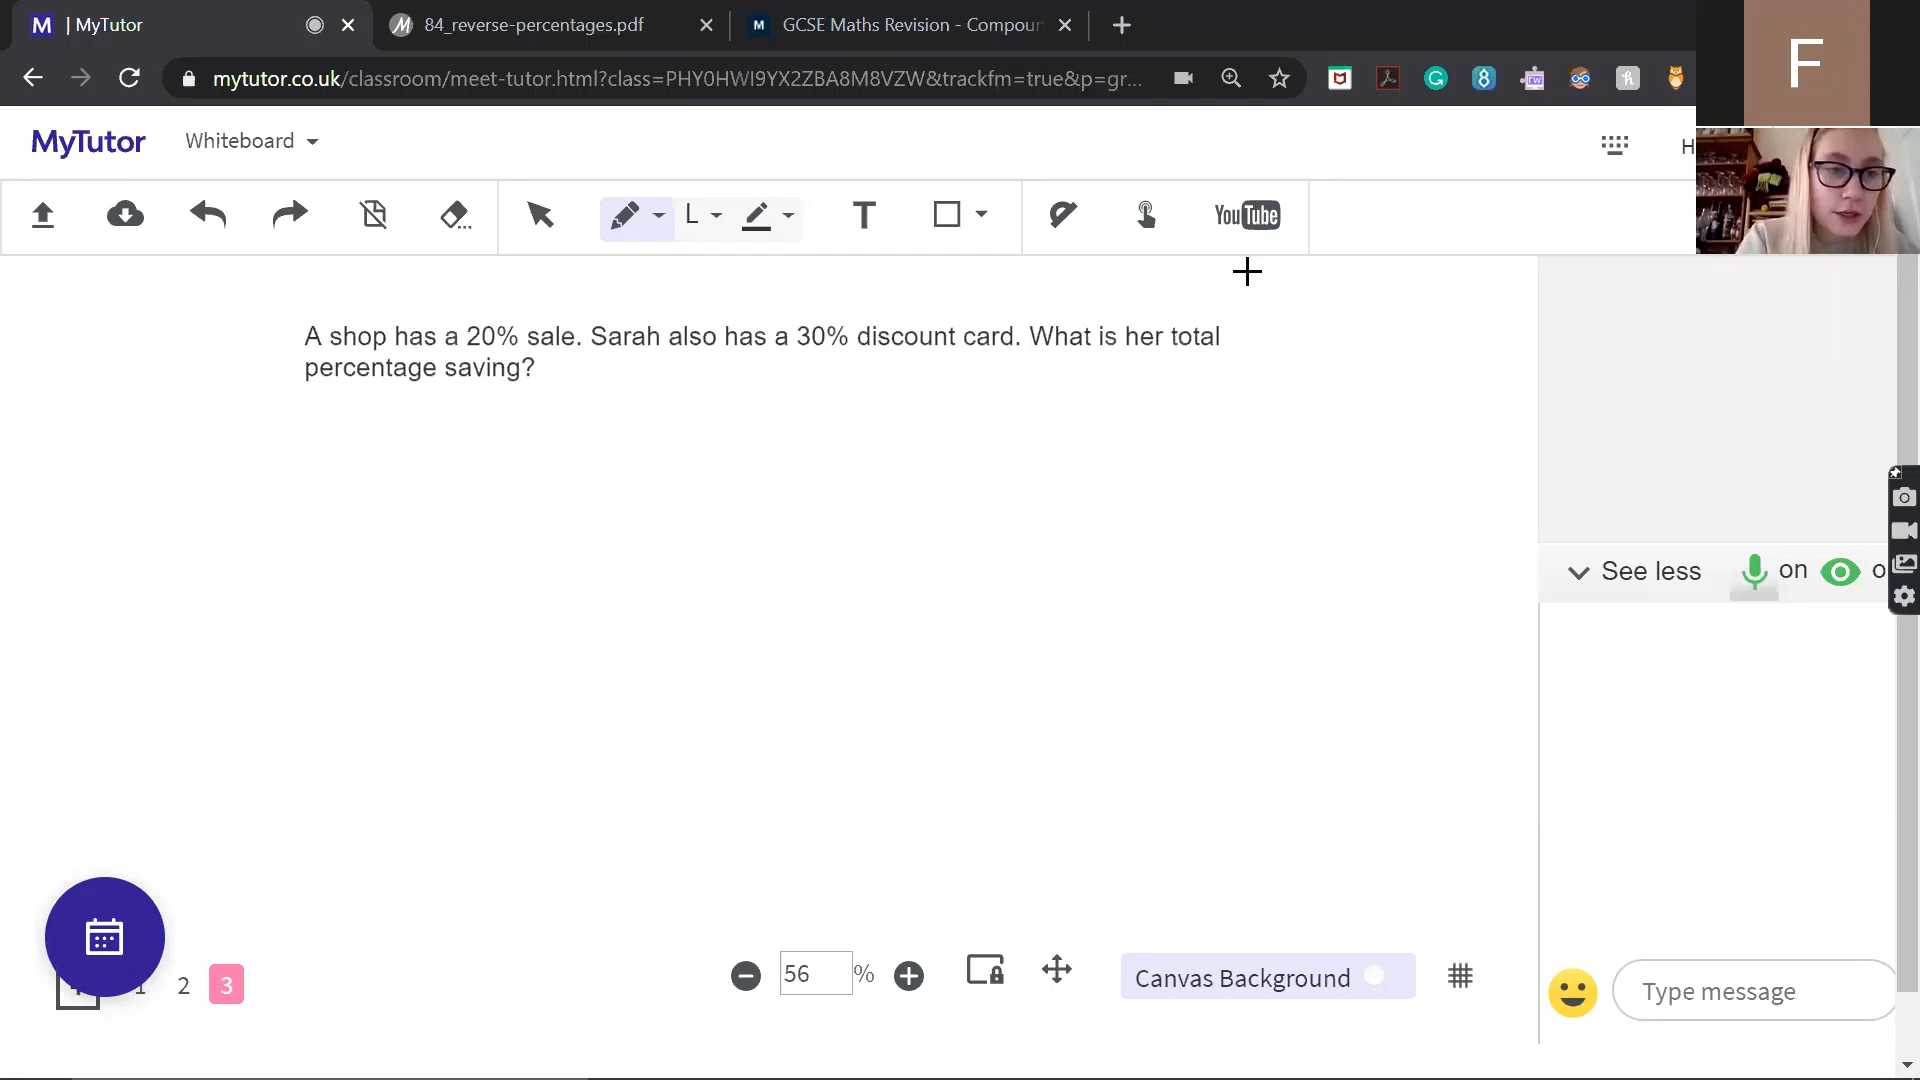 | MyTutor
84_reverse-percentages.pdf
GCSE Maths Revision - Compour
mytutor.co.uk/classroom/meet-tutor.html?class=PHY0HWI9YX2ZBA8M8VZW&trackfm=true&p=gr...
F
MyTutor
Whiteboard
H
L
T
YouTube
A shop has a 20% sale. Sarah also has a 30% discount card. What is her total
percentage saving?
See less
on
o
1
2
3
56
%
Canvas Background
Type message